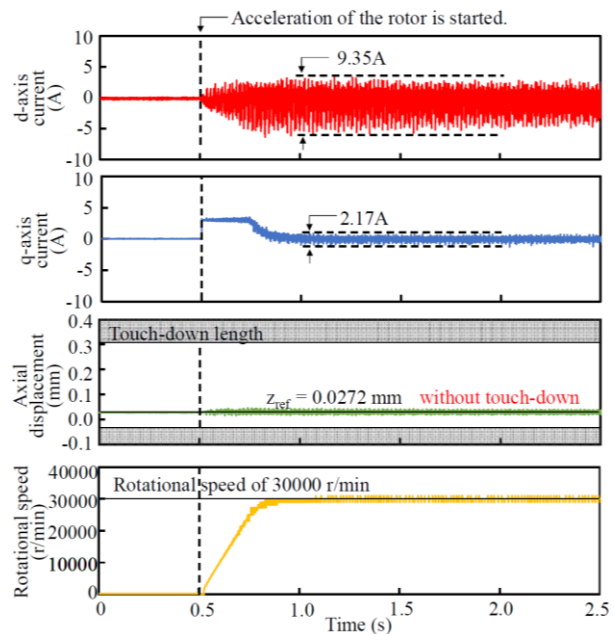 Acceleration of the rotor is started.
d-axis
current
(A)
10
5
0
-5
-10
9.35A
q-axis
current
(A)
10
5
0
-5
-10
2.17A
Axial
displacement
(mm)
0.4
0.3
0.2
0.1
0.0
-0.1
Touch-down length
zref = 0.0272 mm without touch-down
Rotational speed
(r/min)
40000
30000
20000
10000
0
Rotational speed of 30000 r/min
0 0.5 1.0 1.5 2.0 2.5
Time (s)